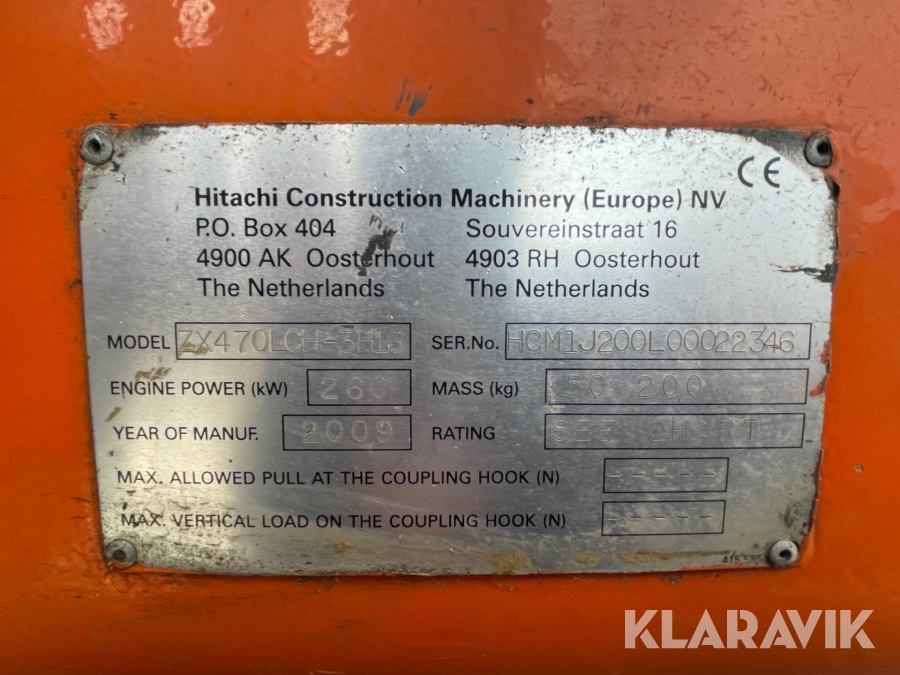 CE
Hitachi Construction Machinery (Europe) NV
P.O. Box 404 Souvereinstraat 16
4900 AK Oosterhout 4903 RH Oosterhout
The Netherlands The Netherlands
MODEL ZX470LCH-3H16 SER.No. HCM1J200L00022346
ENGINE POWER (kW) 260 MASS (kg) 50 200
YEAR OF MANUF. 2009 RATING SEE CHART
MAX. ALLOWED PULL AT THE COUPLING HOOK (N) -----
MAX. VERTICAL LOAD ON THE COUPLING HOOK (N) -----
KLARAVIK